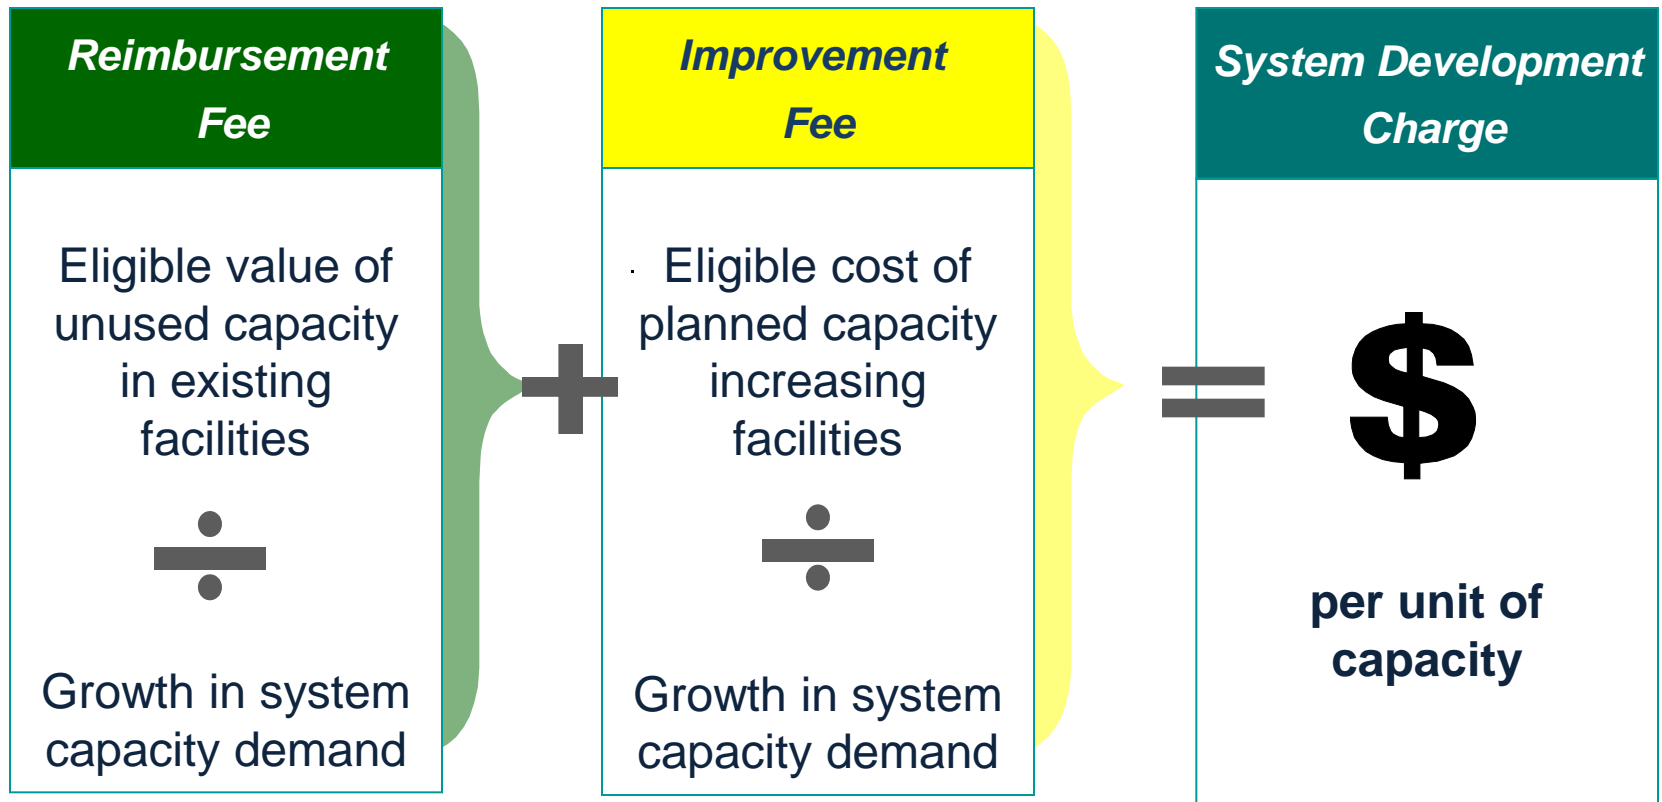 Reimbursement
Fee
Eligible value of
unused capacity
in existing
facilities
÷
Growth in system
capacity demand
+
Improvement
Fee
Eligible cost of
planned capacity
increasing
facilities
÷
Growth in system
capacity demand
=
System Development
Charge
$
per unit of
capacity